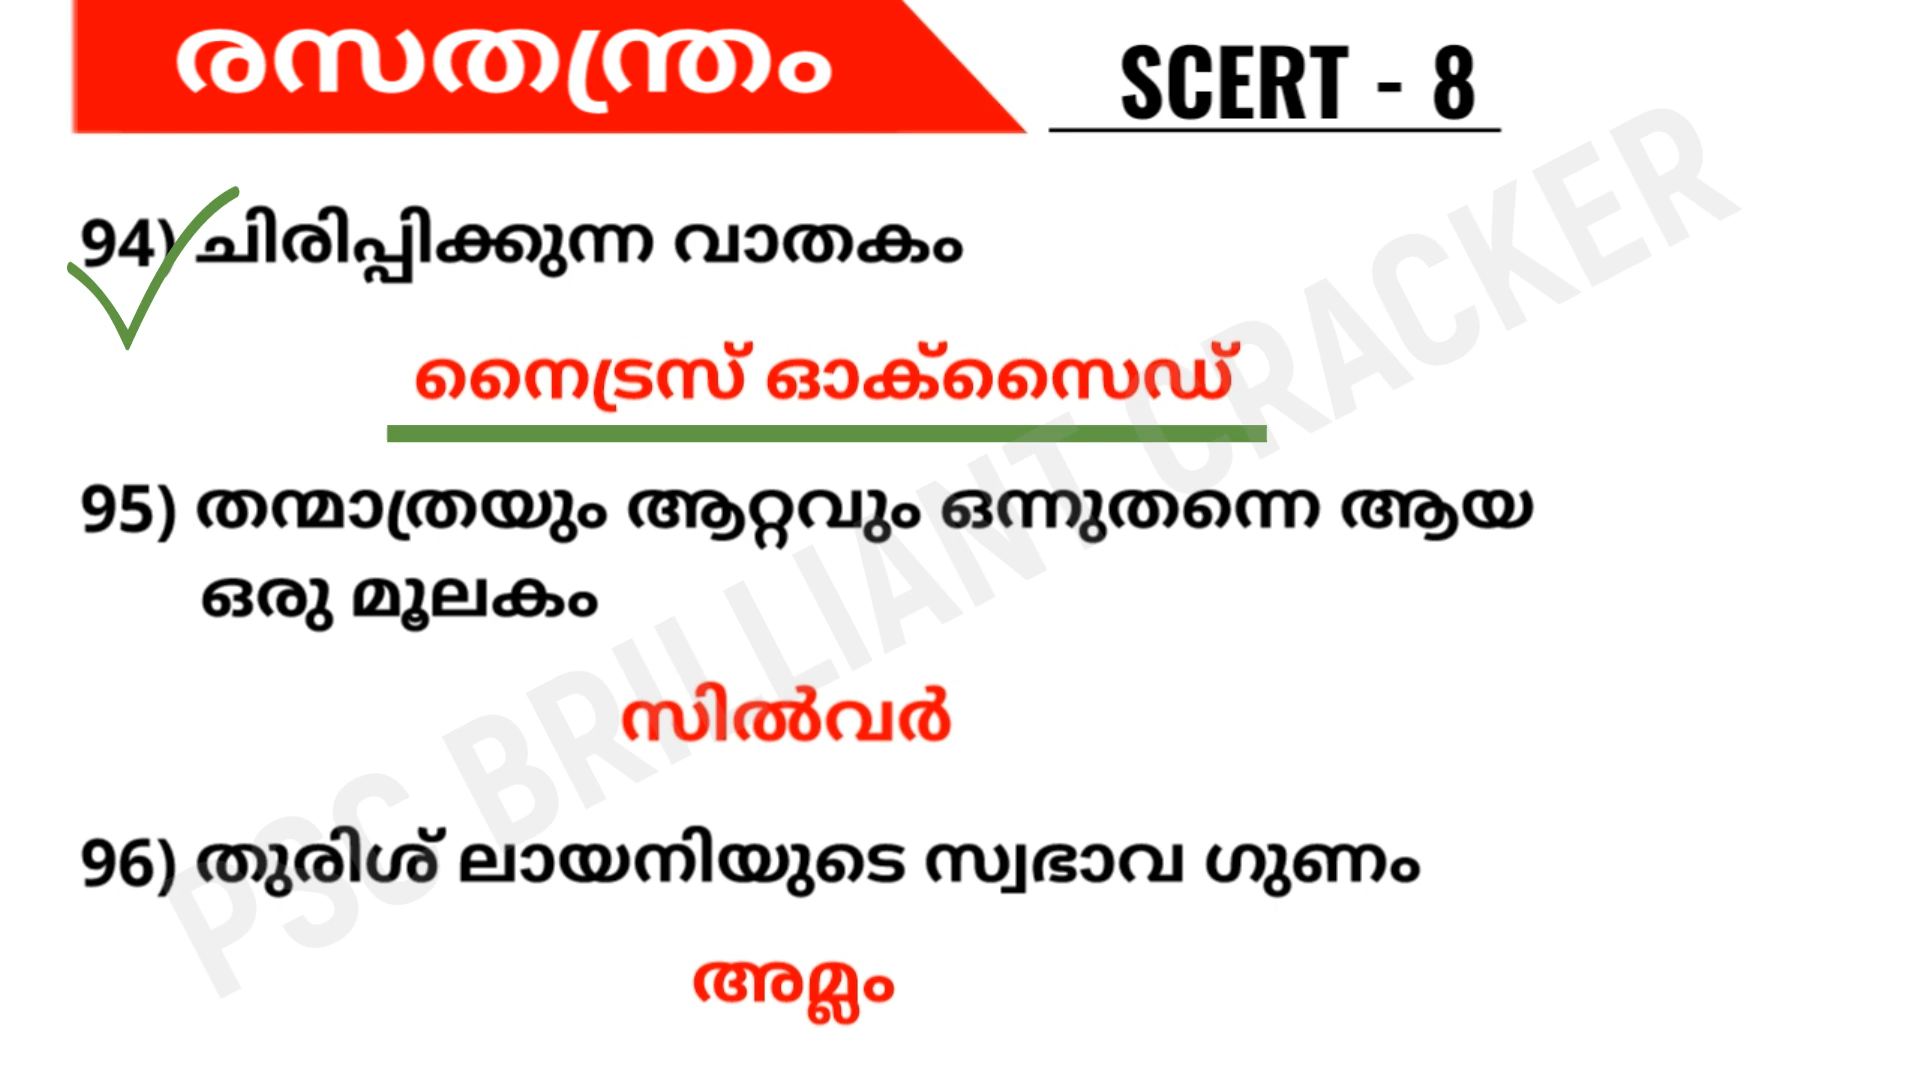 രസതന്ത്രം
SCERT - 8
94) ചിരിപ്പിക്കുന്ന വാതകം
നൈട്രസ് ഓക്സൈഡ്
95) തന്മാത്രയും ആറ്റവും ഒന്നുതന്നെ ആയ
ഒരു മൂലകം
സിൽവർ
96) തുരിശ് ലായനിയുടെ സ്വഭാവ ഗുണം
അമ്ലം
PSC BRILLIANT CRACKER